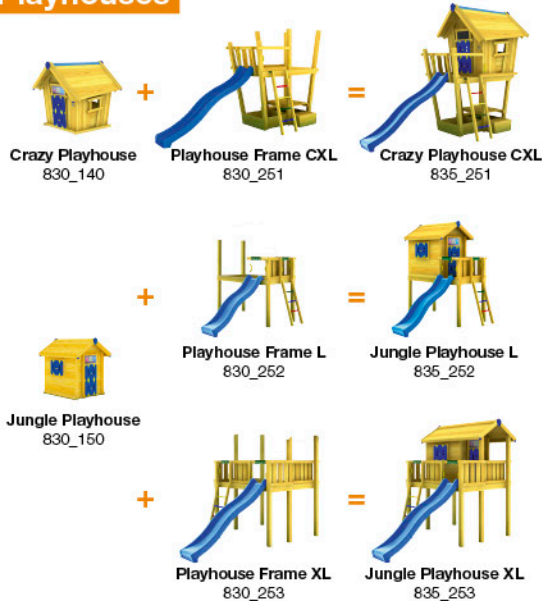 Playhouses
+
=
Crazy Playhouse
830_140
Playhouse Frame CXL
830_251
Crazy Playhouse CXL
835_251
+
=
Playhouse Frame L
830_252
Jungle Playhouse L
835_252
Jungle Playhouse
830_150
+
=
Playhouse Frame XL
830_253
Jungle Playhouse XL
835_253